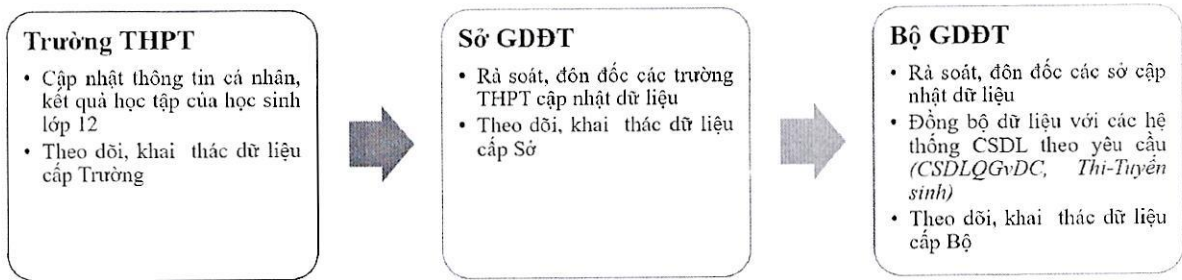 Trường THPT
• Cập nhật thông tin cá nhân,
kết quả học tập của học sinh
lớp 12
• Theo dõi, khai thác dữ liệu
cấp Trường
Sở GDĐT
• Rà soát, đôn đốc các trường
THPT cập nhật dữ liệu
• Theo dõi, khai thác dữ liệu
cấp Sở
Bộ GDĐT
• Rà soát, đôn đốc các sở cập
nhật dữ liệu
• Đồng bộ dữ liệu với các hệ
thống CSDL theo yêu cầu
(CSDLQGvDC, Thi-Tuyển
sinh)
• Theo dõi, khai thác dữ liệu
cấp Bộ